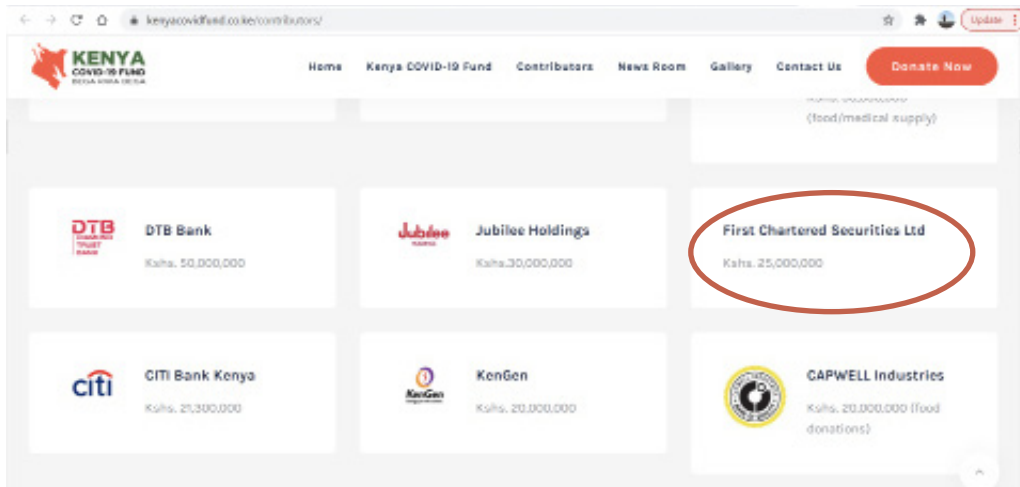 kenyacovidfund.co.ke/contributors/
Update
KENYA
COVID-19 FUND
Home
Kenya COVID-19 Fund
Contributors
News Room
Gallery
Contact Us
Donate Now
(food/medical supply)
DTB
DIAMOND
TRUST
BANK
DTB Bank
Kshs. 50,000,000
Jubilee
Jubilee Holdings
Kshs.30,000,000
First Chartered Securities Ltd
Kshs. 25,000,000
citi
CITI Bank Kenya
Kshs. 21,300,000
KenGen
KenGen
Kshs. 20,000,000
CAPWELL Industries
Kshs. 20,000,000 (food
donations)